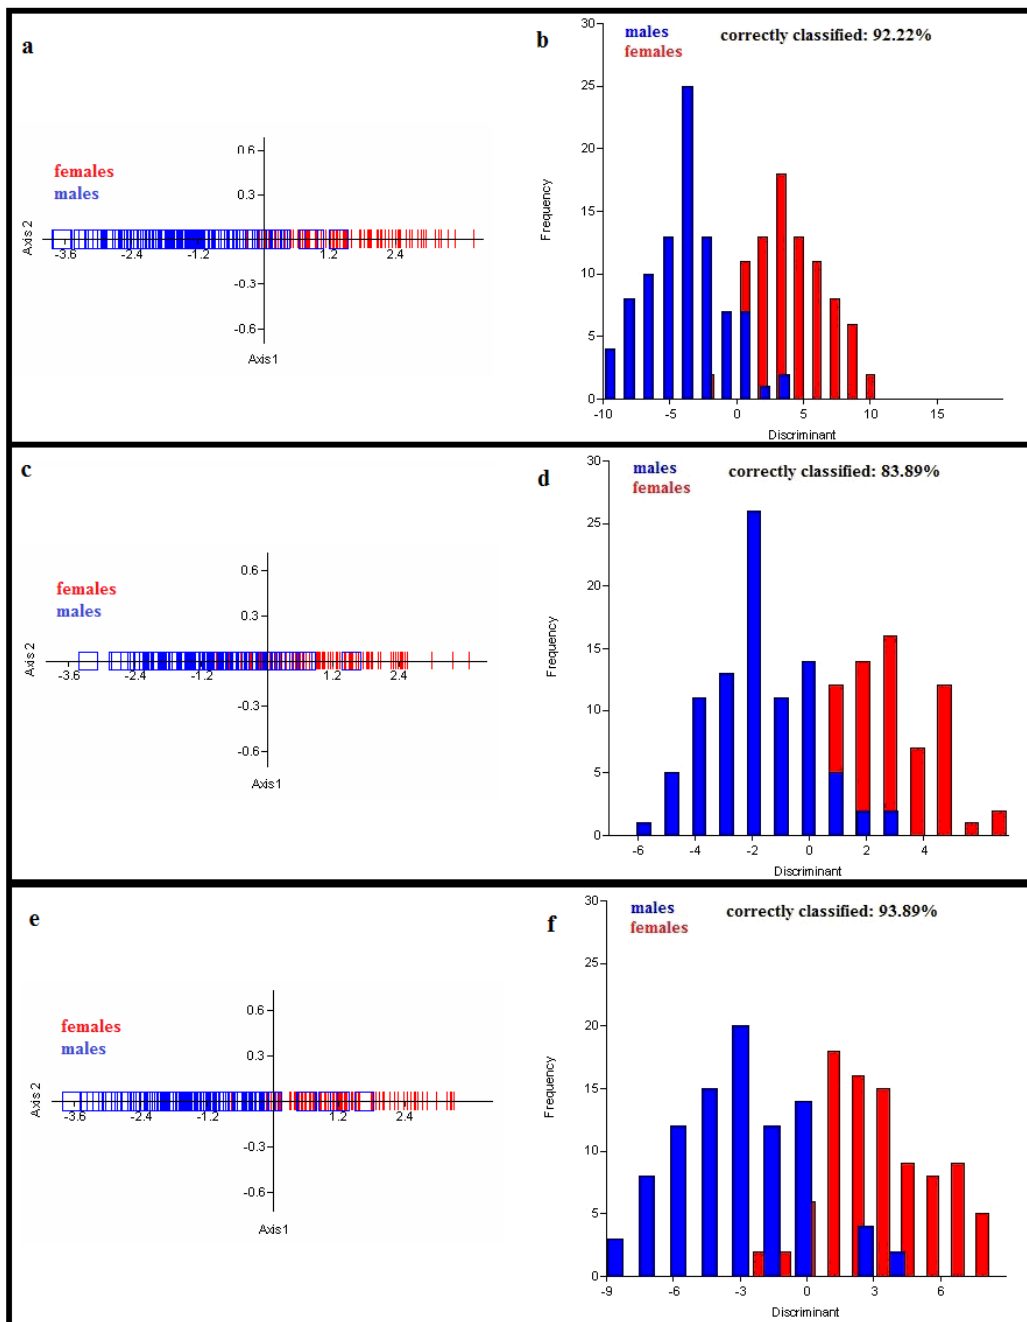 a
females
males
0.6
0.3
Axis 2
-3.6
-2.4
-1.2
1.2
2.4
-0.3
-0.6
Axis1
b
males
females
correctly classified: 92.22%
30
25
20
15
10
5
0
Frequency
-10
-5
0
5
10
15
Discriminant
c
females
males
0.6
0.3
Axis 2
-3.6
-2.4
-1.2
1.2
2.4
-0.3
-0.6
Axis1
d
males
females
correctly classified: 83.89%
30
25
20
15
10
5
0
Frequency
-6
-4
-2
0
2
4
Discriminant
e
females
males
0.6
0.3
Axis 2
-3.6
-2.4
-1.2
1.2
2.4
-0.3
-0.6
Axis1
f
males
females
correctly classified: 93.89%
30
25
20
15
10
5
0
Frequency
-9
-6
-3
0
3
6
Discriminant